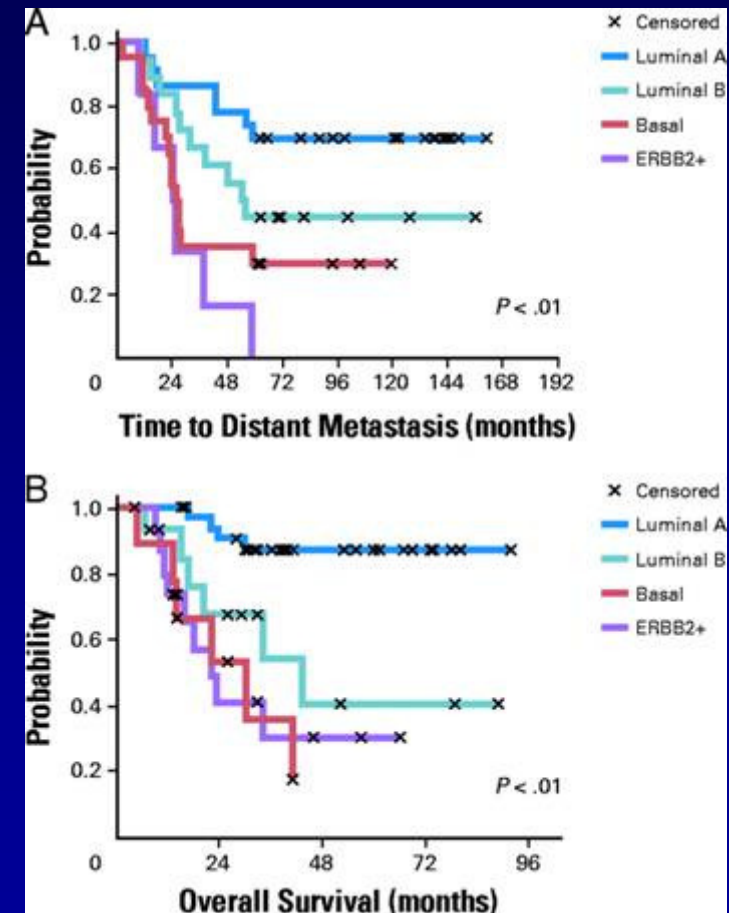 A
Probability
1.0
0.8
0.6
0.4
0.2
0
24 48 72 96 120 144 168 192
Time to Distant Metastasis (months)
P < .01
Censored
Luminal A
Luminal B
Basal
ERBB2+
B
Probability
1.0
0.8
0.6
0.4
0.2
0
24 48 72 96
Overall Survival (months)
P < .01
Censored
Luminal A
Luminal B
Basal
ERBB2+